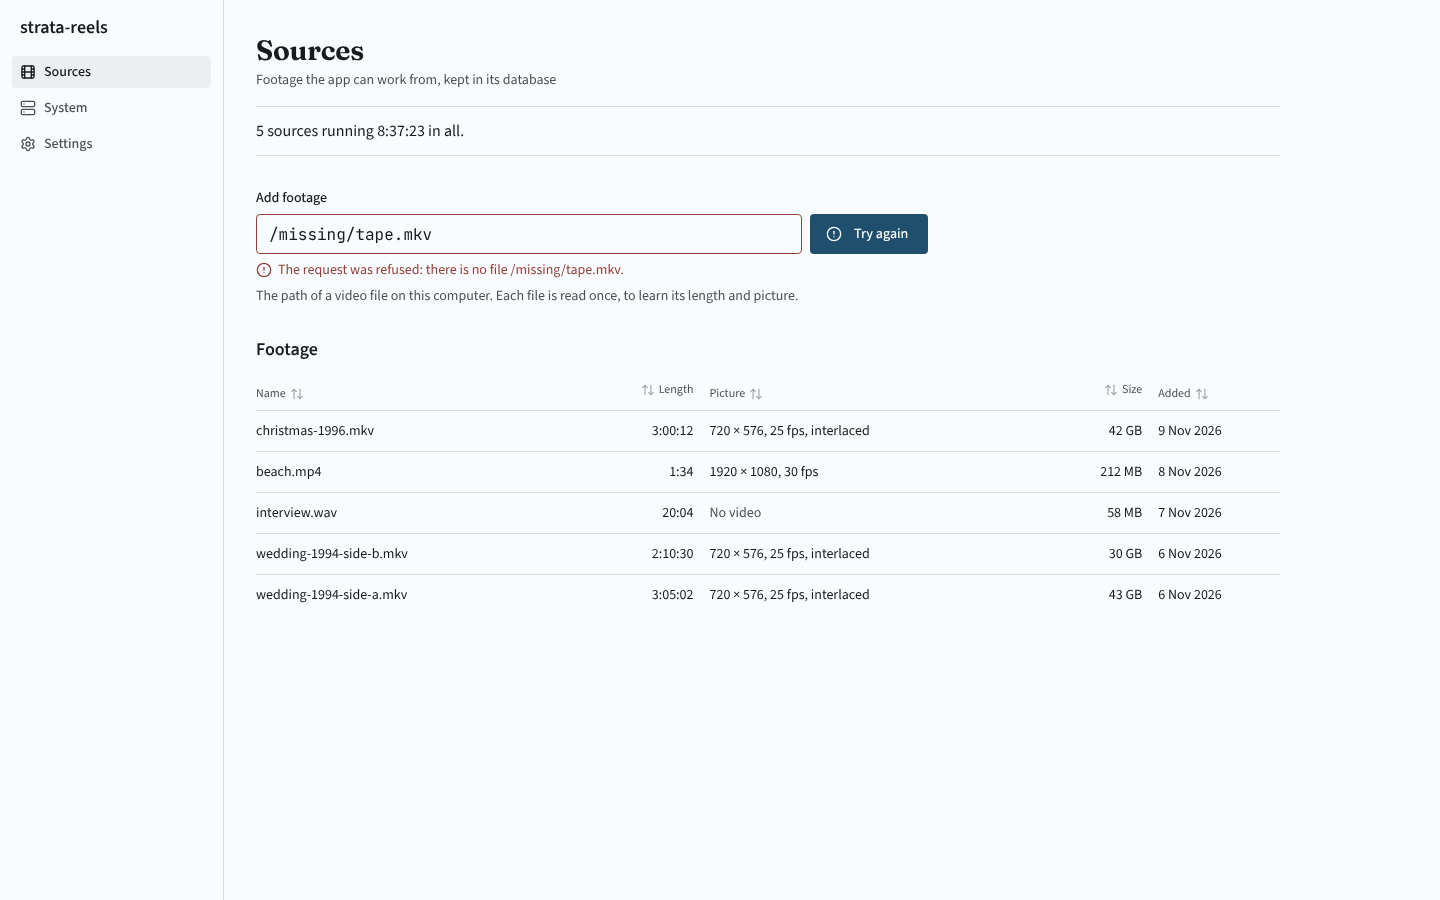 strata-reels
Sources
System
Settings
Sources
Footage the app can work from, kept in its database
5 sources running 8:37:23 in all.
Add footage
/missing/tape.mkv
Try again
The request was refused: there is no file /missing/tape.mkv.
The path of a video file on this computer. Each file is read once, to learn its length and picture.
Footage
Name Length Picture Size Added
christmas-1996.mkv 3:00:12 720 × 576, 25 fps, interlaced 42 GB 9 Nov 2026
beach.mp4 1:34 1920 × 1080, 30 fps 212 MB 8 Nov 2026
interview.wav 20:04 No video 58 MB 7 Nov 2026
wedding-1994-side-b.mkv 2:10:30 720 × 576, 25 fps, interlaced 30 GB 6 Nov 2026
wedding-1994-side-a.mkv 3:05:02 720 × 576, 25 fps, interlaced 43 GB 6 Nov 2026